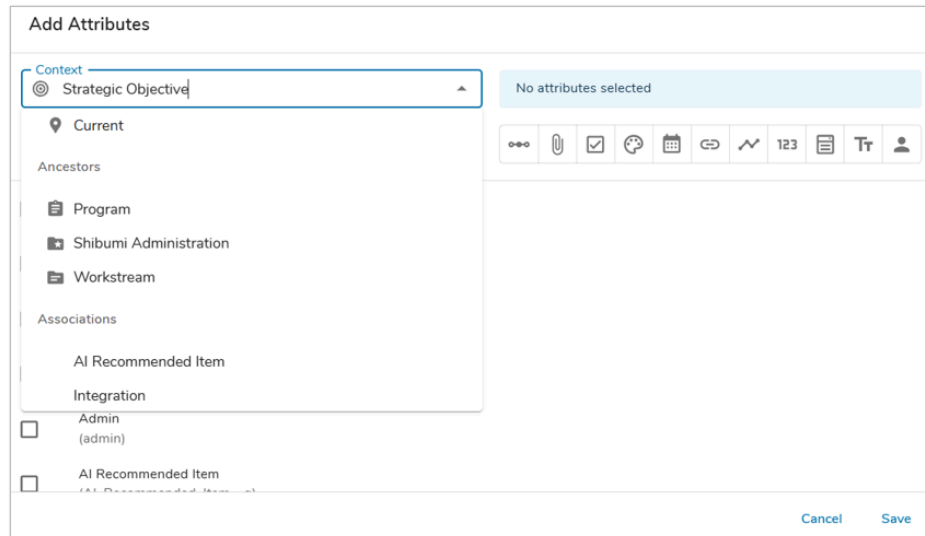 Add Attributes
Context
Strategic Objective
No attributes selected
Current
123
Tт
Ancestors
Program
Shibumi Administration
Workstream
Associations
AI Recommended Item
Integration
Admin
(admin)
AI Recommended Item
Cancel
Save